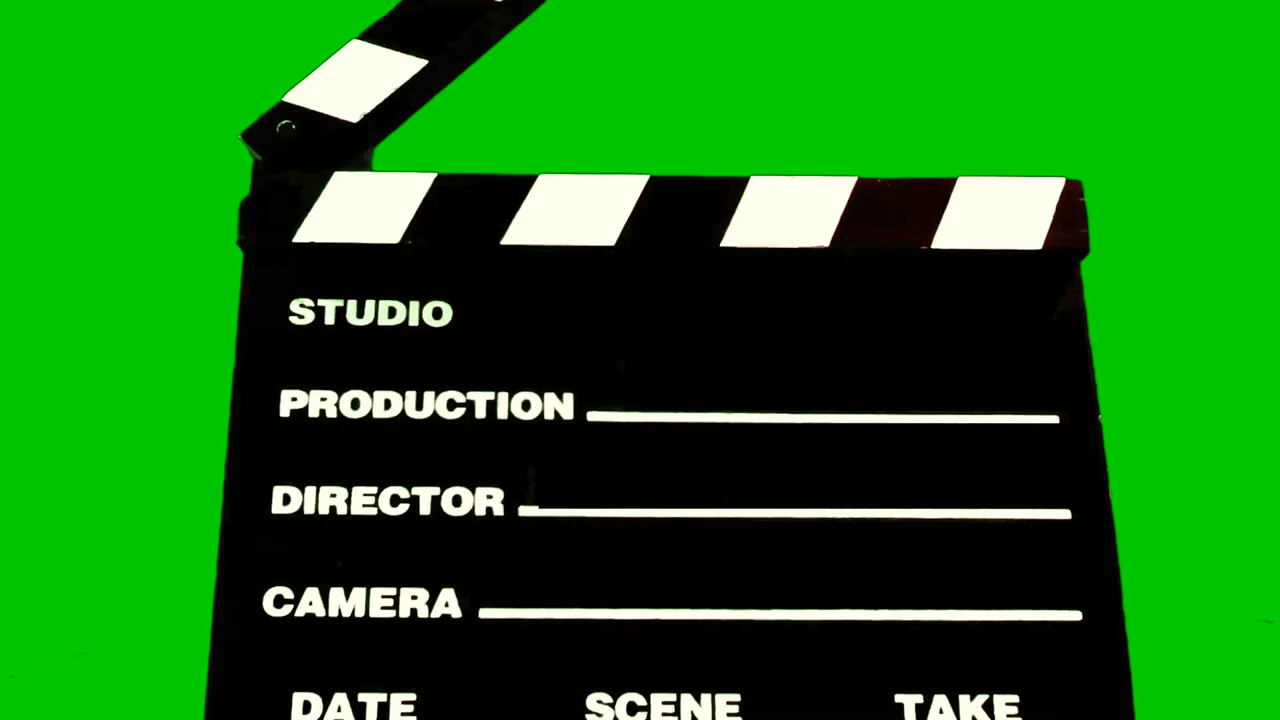 STUDIO
PRODUCTION
DIRECTOR
CAMERA
DATE SCENE TAKE